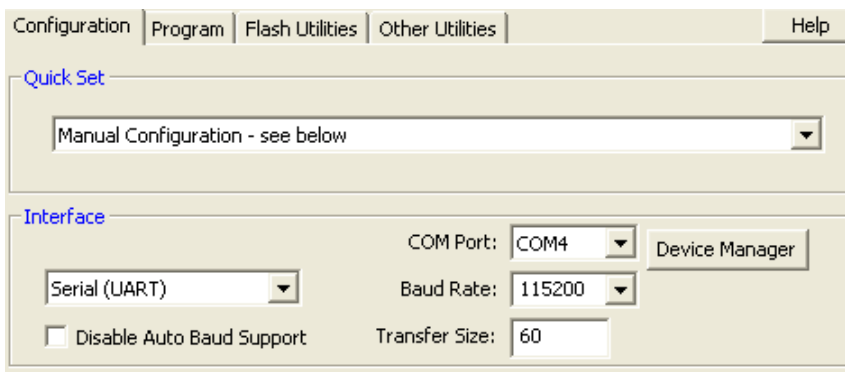 Configuration Program Flash Utilities Other Utilities Help
Quick Set
Manual Configuration - see below
Interface
COM Port: COM4 Device Manager
Serial (UART) Baud Rate: 115200
Disable Auto Baud Support Transfer Size: 60